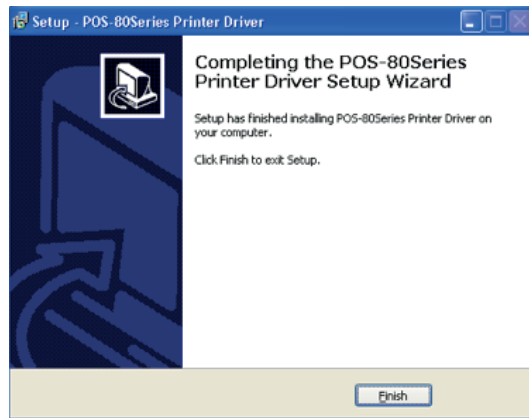 Setup - POS-80Series Printer Driver
Completing the POS-80Series
Printer Driver Setup Wizard
Setup has finished installing POS-80Series Printer Driver on
your computer.
Click Finish to exit Setup.
Finish